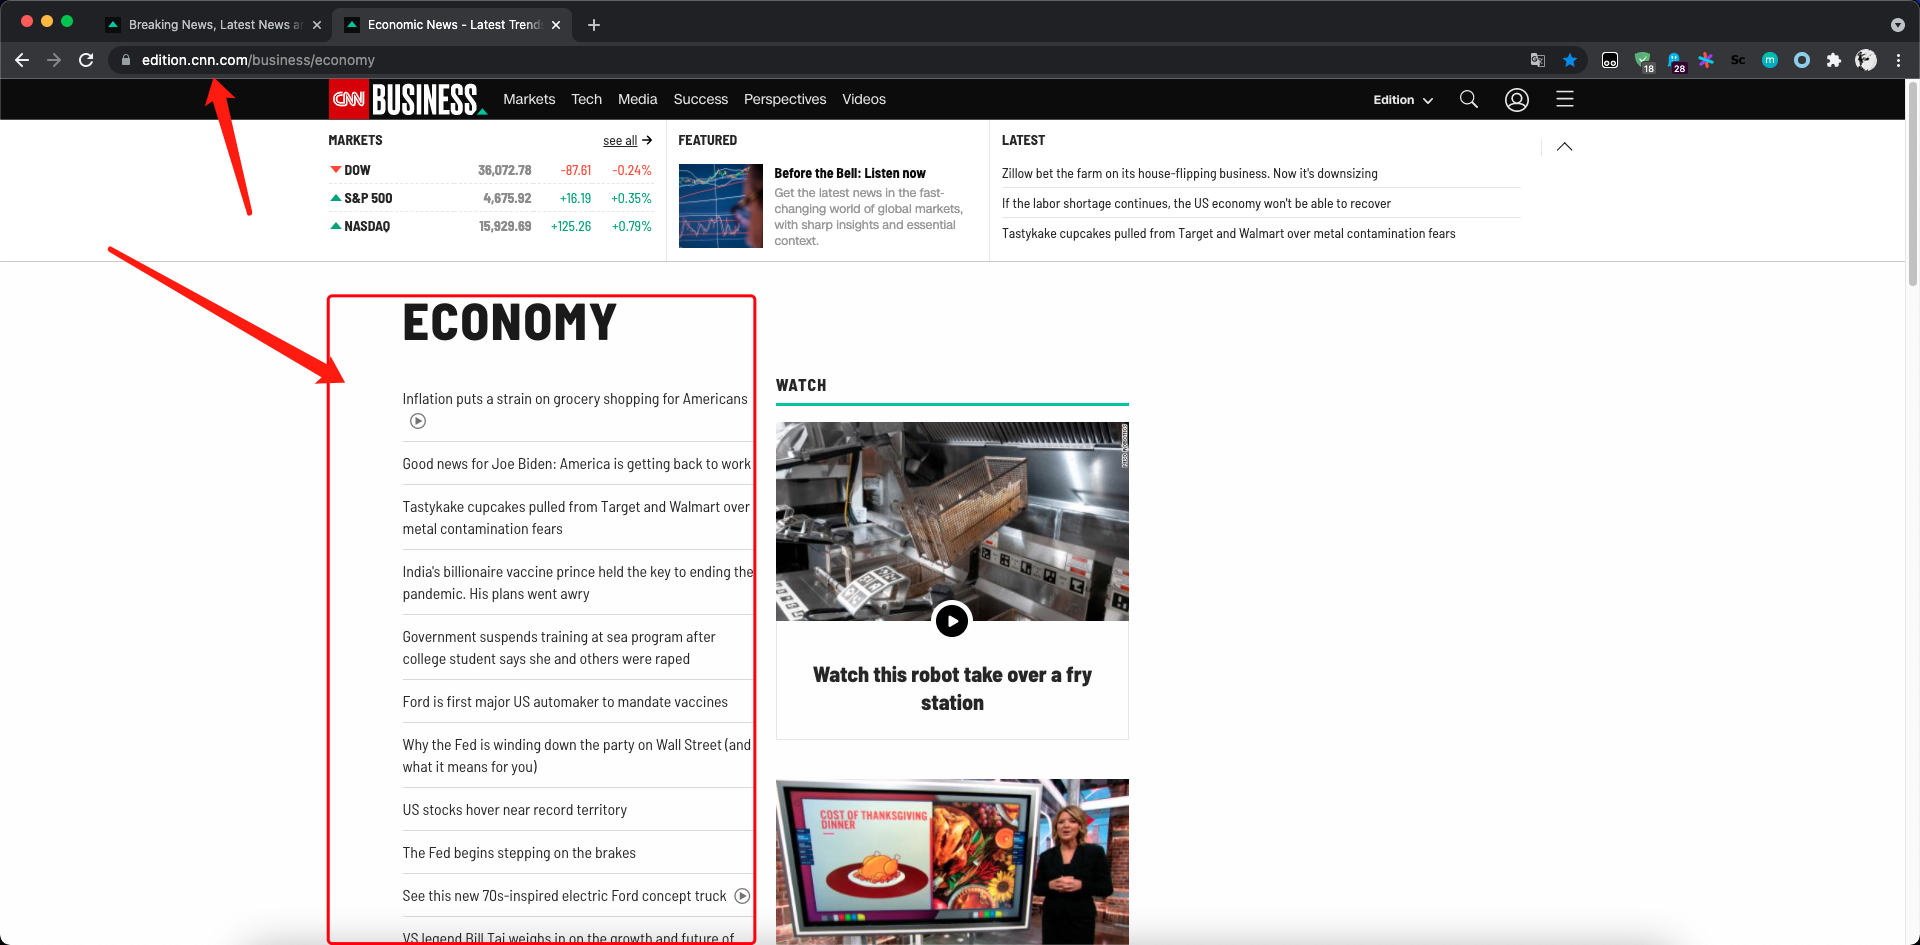 Breaking News, Latest News a
Economic News - Latest Trend
edition.cnn.com/business/economy
18
28
Sc
m
CNN BUSINESS
Markets Tech Media Success Perspectives Videos
Edition
MARKETS see all
DOW 36,072.78 -87.61 -0.24%
S&P 500 4,675.92 +16.19 +0.35%
NASDAQ 15,929.69 +125.26 +0.79%
FEATURED
Before the Bell: Listen now
Get the latest news in the fast-
changing world of global markets,
with sharp insights and essential
context.
LATEST
Zillow bet the farm on its house-flipping business. Now it's downsizing
If the labor shortage continues, the US economy won't be able to recover
Tastykake cupcakes pulled from Target and Walmart over metal contamination fears
ECONOMY
Inflation puts a strain on grocery shopping for Americans
Good news for Joe Biden: America is getting back to work
Tastykake cupcakes pulled from Target and Walmart over
metal contamination fears
India's billionaire vaccine prince held the key to ending the
pandemic. His plans went awry
Government suspends training at sea program after
college student says she and others were raped
Ford is first major US automaker to mandate vaccines
Why the Fed is winding down the party on Wall Street (and
what it means for you)
US stocks hover near record territory
The Fed begins stepping on the brakes
See this new 70s-inspired electric Ford concept truck
VS legend Bill Tai weighs in on the growth and future of
WATCH
Watch this robot take over a fry
station
COST OF THANKSGIVING
DINNER